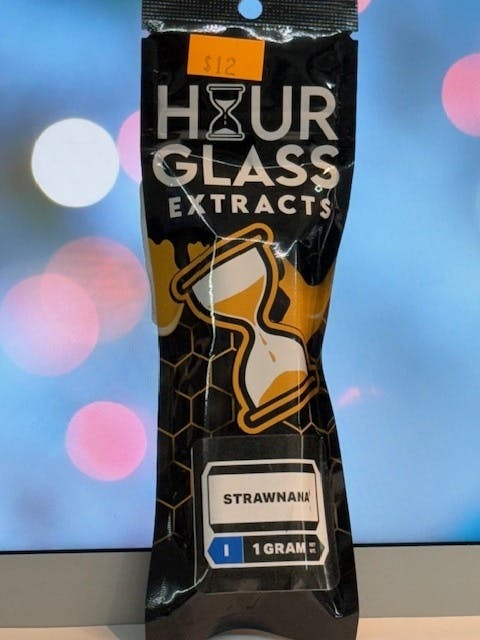 $12
HOUR
GLASS
EXTRACTS
STRAWNANA
I 1 GRAM